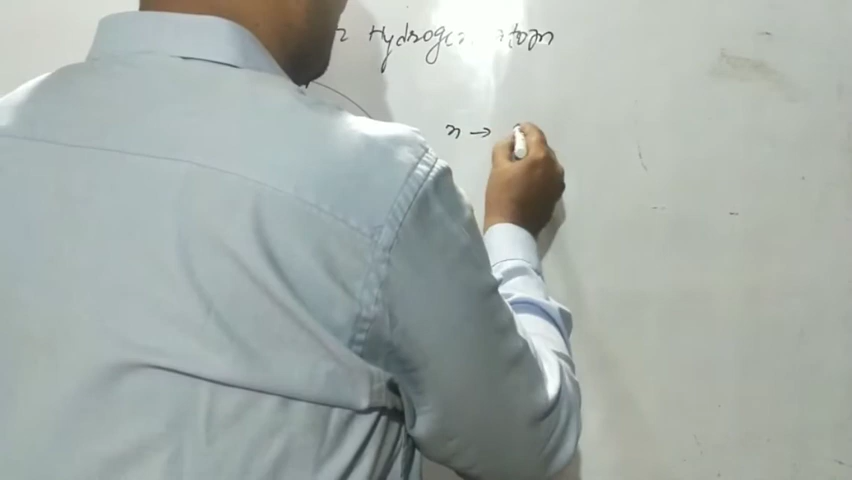 Hydrogen atom
n →